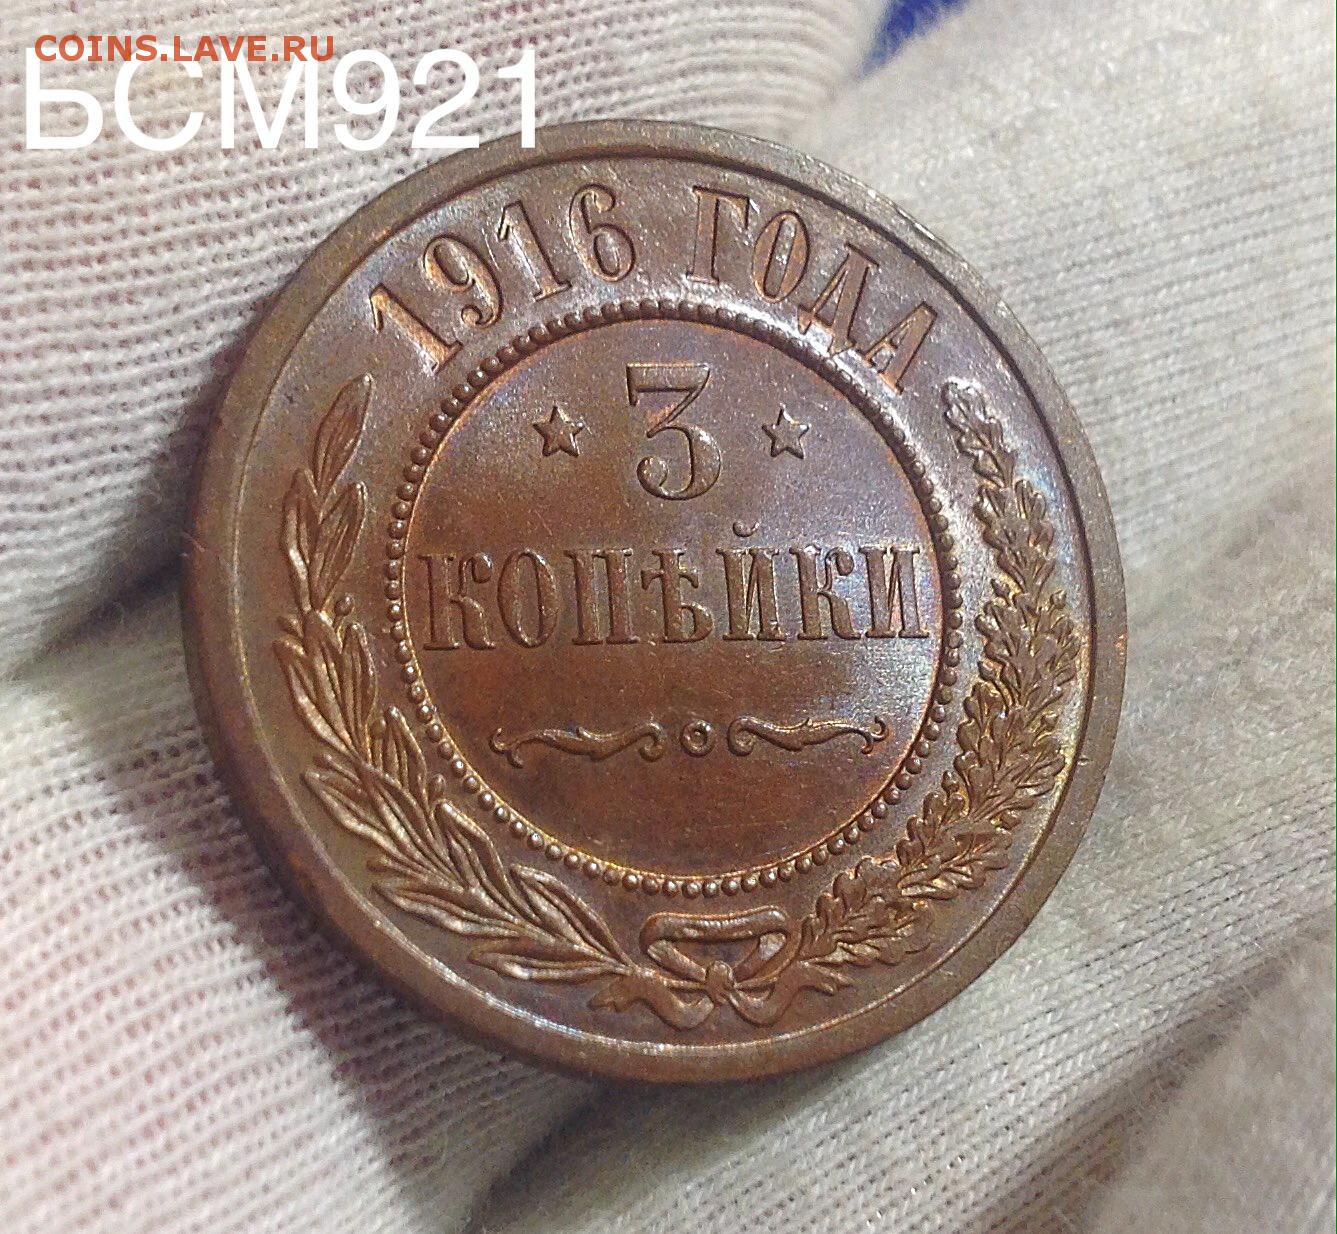 COINS.LAVE.RU
БСМ921
1916 ГОДА
3
КОПѢЙКИ